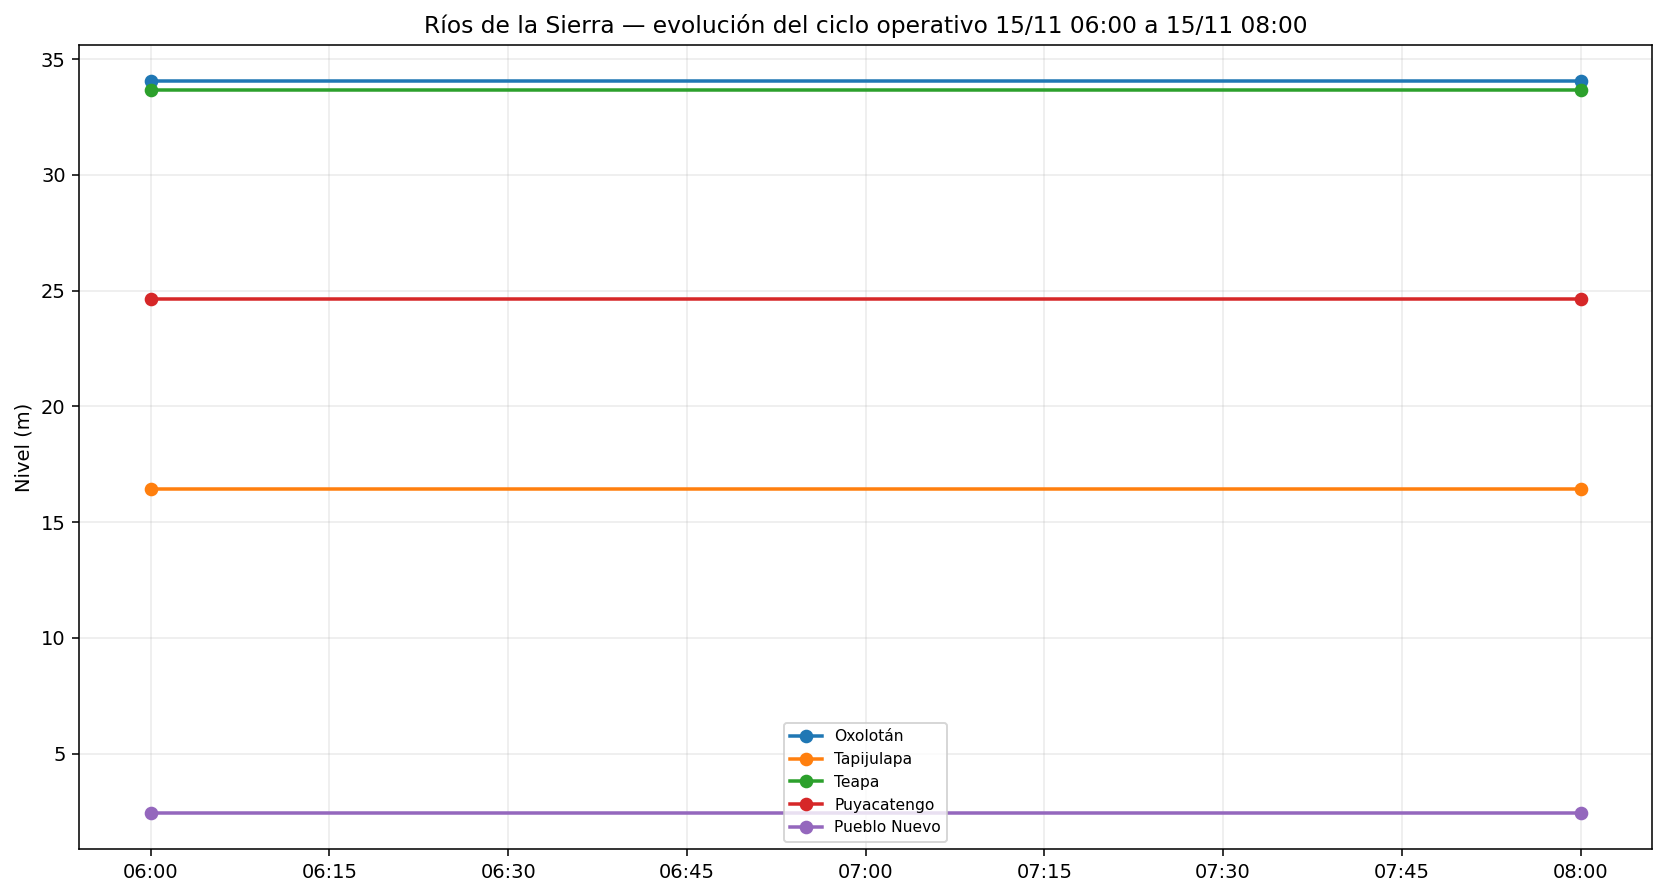 Ríos de la Sierra — evolución del ciclo operativo 15/11 06:00 a 15/11 08:00
Nivel (m)
35
30
25
20
15
10
5
Oxolotán
Tapijulapa
Teapa
Puyacatengo
Pueblo Nuevo
06:00 06:15 06:30 06:45 07:00 07:15 07:30 07:45 08:00